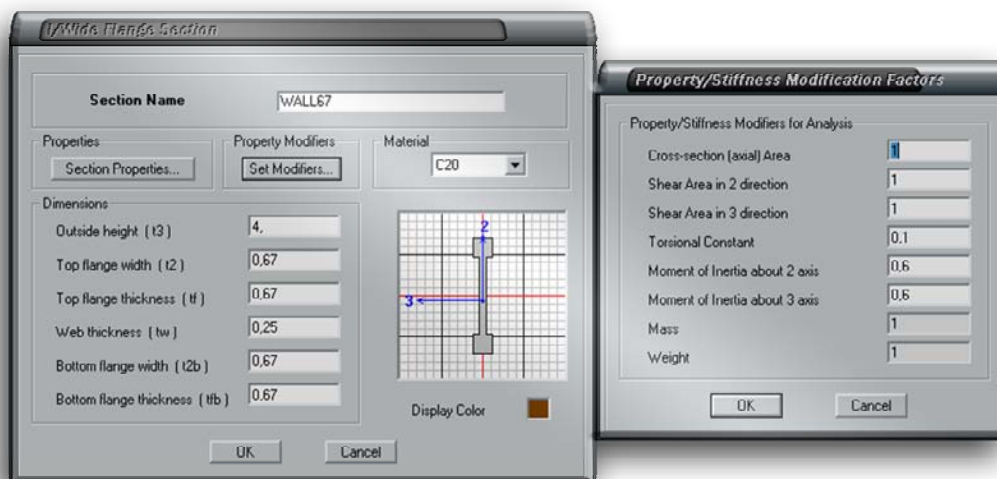 I/Wide Flange Section
Section Name WALL67
Properties Property Modifiers Material
Section Properties... Set Modifiers... C20
Dimensions
Outside height ( t3 ) 4,
Top flange width ( t2 ) 0,67
Top flange thickness ( tf ) 0,67
Web thickness ( tw ) 0,25
Bottom flange width ( t2b ) 0,67
Bottom flange thickness ( tfb ) 0.67
2
3
Display Color
OK Cancel
Property/Stiffness Modification Factors
Property/Stiffness Modifiers for Analysis
Cross-section (axial) Area 1
Shear Area in 2 direction 1
Shear Area in 3 direction 1
Torsional Constant 0,1
Moment of Inertia about 2 axis 0,6
Moment of Inertia about 3 axis 0,6
Mass 1
Weight 1
OK Cancel